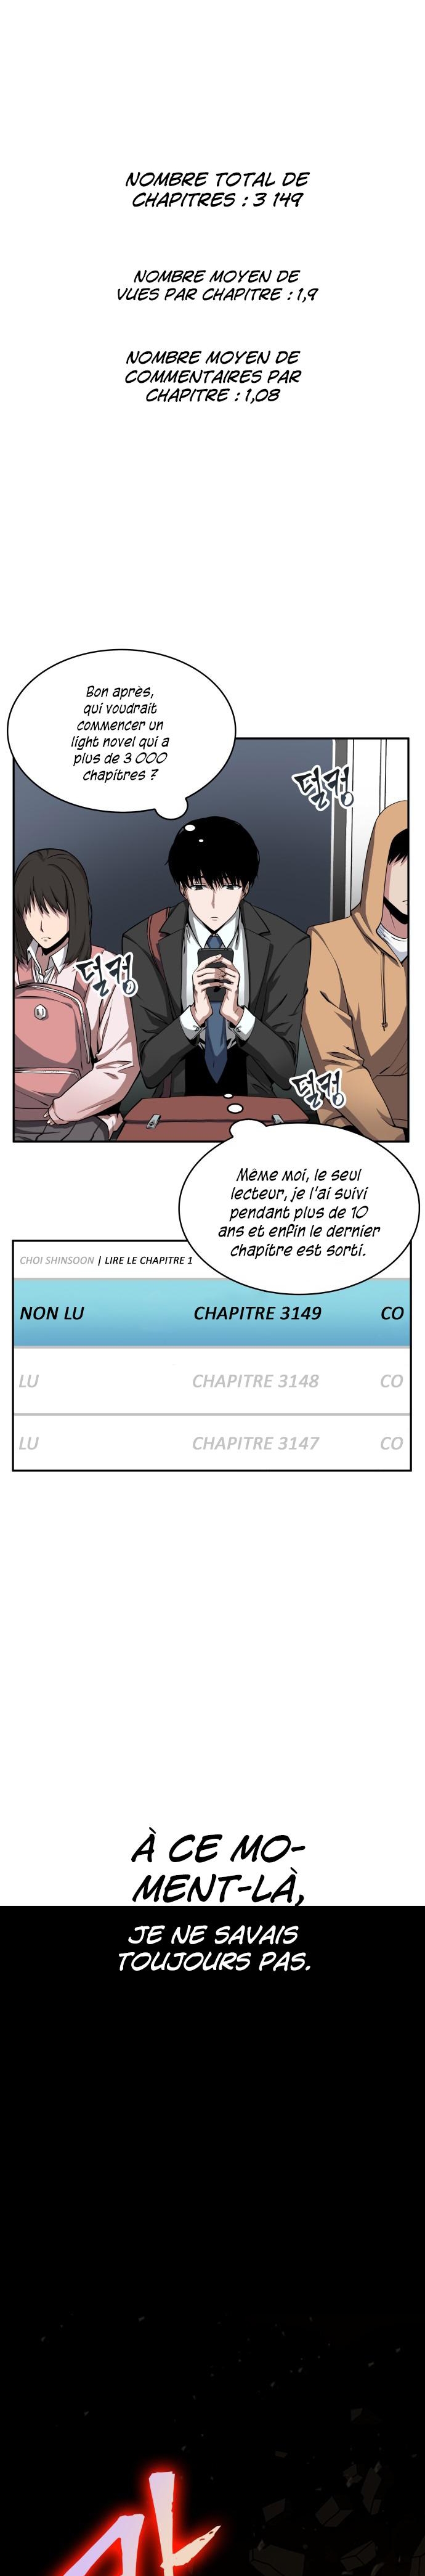 NOMBRE TOTAL DE
CHAPITRES : 3 149
NOMBRE MOYEN DE
VUES PAR CHAPITRE : 1,9
NOMBRE MOYEN DE
COMMENTAIRES PAR
CHAPITRE : 1,08
Bon après,
qui voudrait
commencer un
light novel qui a
plus de 3 000
chapitres ?
덜컹
덜컹
덜컹
Même moi, le seul
lecteur, je l'ai suivi
pendant plus de 10
ans et enfin le dernier
chapitre est sorti.
CHOI SHINSOON | LIRE LE CHAPITRE 1
NON LU CHAPITRE 3149 CO
LU CHAPITRE 3148 CO
LU CHAPITRE 3147 CO
À CE MO-
MENT-LÀ,
JE NE SAVAIS
TOUJOURS PAS.